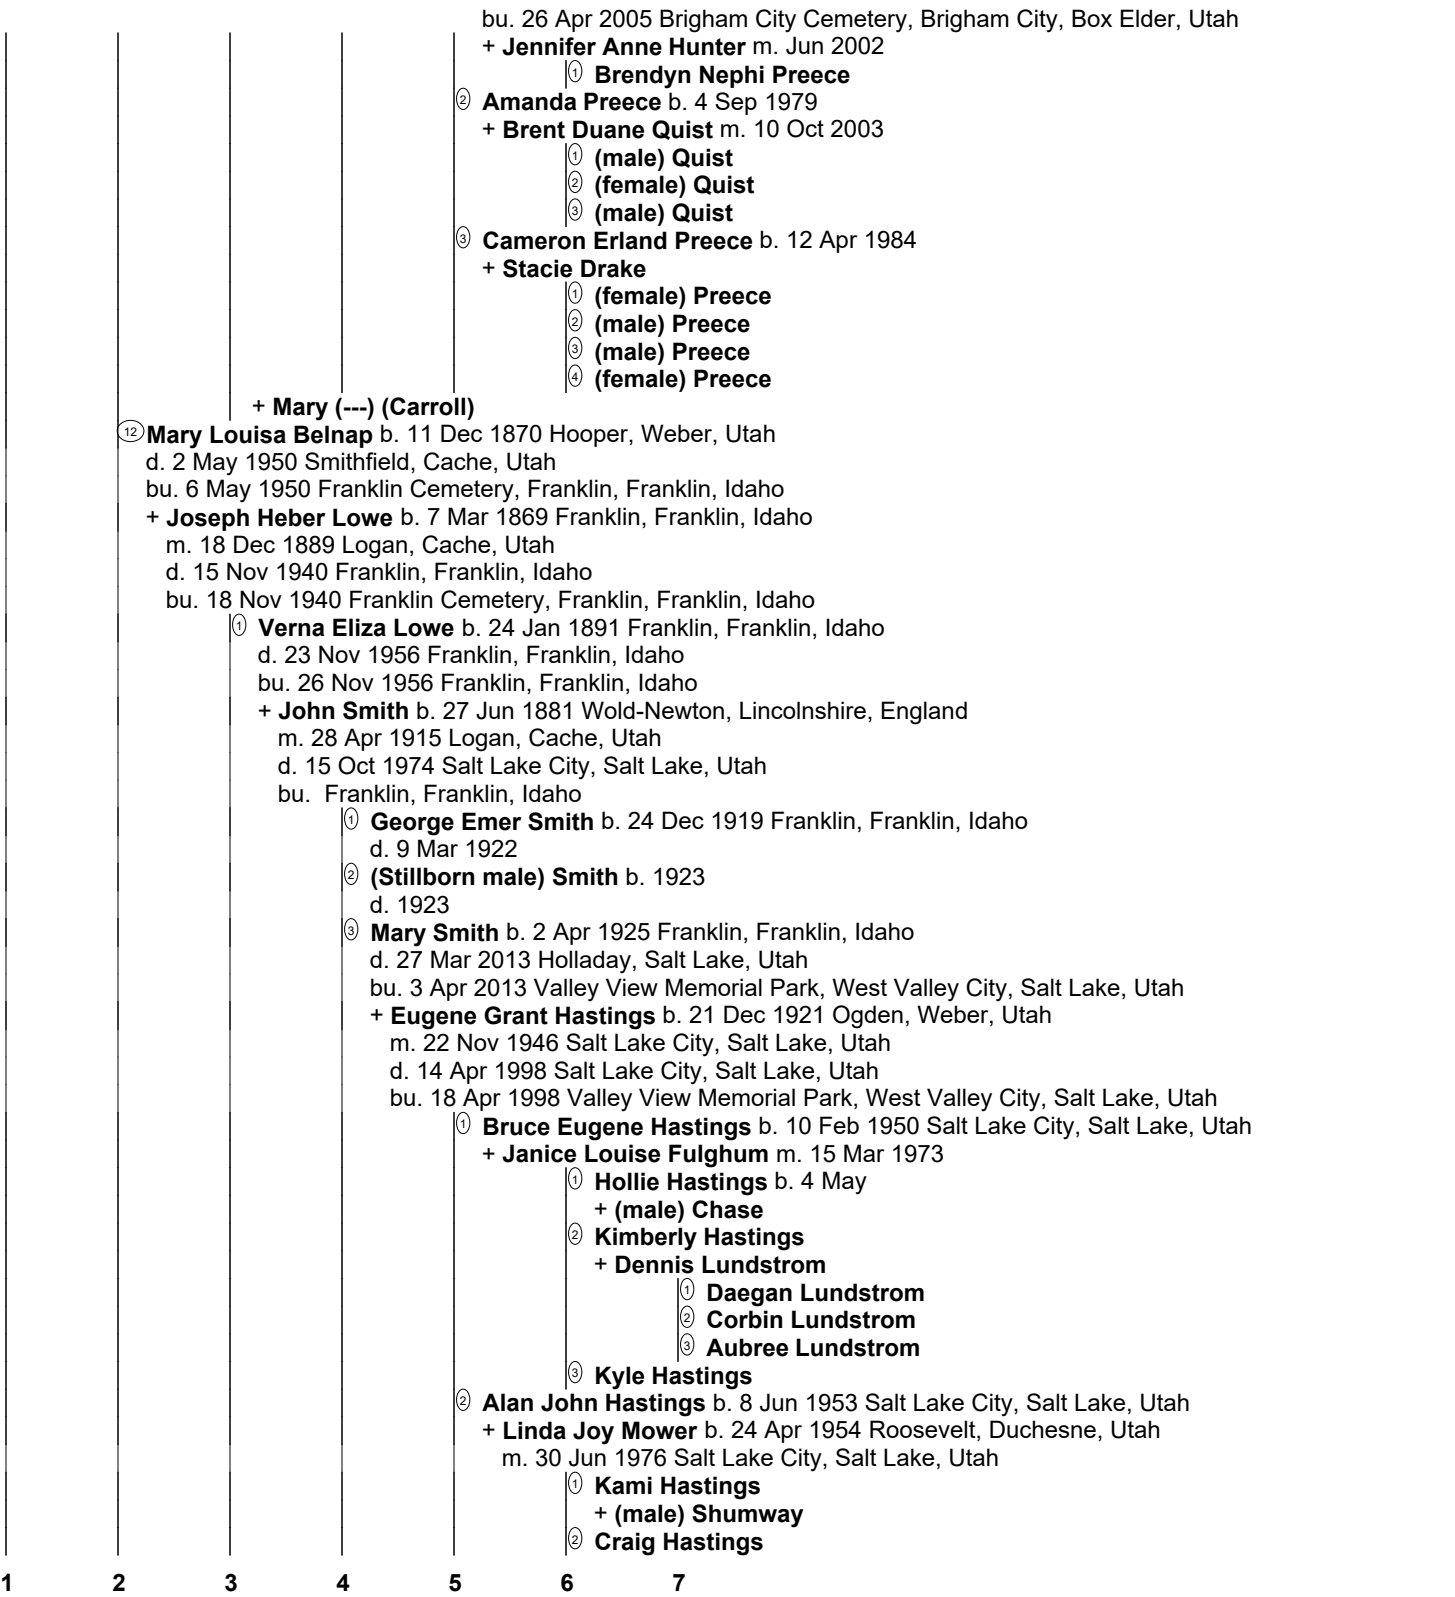 bu. 26 Apr 2005 Brigham City Cemetery, Brigham City, Box Elder, Utah
+ Jennifer Anne Hunter m. Jun 2002
1 Brendyn Nephi Preece
2 Amanda Preece b. 4 Sep 1979
+ Brent Duane Quist m. 10 Oct 2003
1 (male) Quist
2 (female) Quist
3 (male) Quist
3 Cameron Erland Preece b. 12 Apr 1984
+ Stacie Drake
1 (female) Preece
2 (male) Preece
3 (male) Preece
4 (female) Preece
+ Mary (---) (Carroll)
12 Mary Louisa Belnap b. 11 Dec 1870 Hooper, Weber, Utah
d. 2 May 1950 Smithfield, Cache, Utah
bu. 6 May 1950 Franklin Cemetery, Franklin, Franklin, Idaho
+ Joseph Heber Lowe b. 7 Mar 1869 Franklin, Franklin, Idaho
m. 18 Dec 1889 Logan, Cache, Utah
d. 15 Nov 1940 Franklin, Franklin, Idaho
bu. 18 Nov 1940 Franklin Cemetery, Franklin, Franklin, Idaho
1 Verna Eliza Lowe b. 24 Jan 1891 Franklin, Franklin, Idaho
d. 23 Nov 1956 Franklin, Franklin, Idaho
bu. 26 Nov 1956 Franklin, Franklin, Idaho
+ John Smith b. 27 Jun 1881 Wold-Newton, Lincolnshire, England
m. 28 Apr 1915 Logan, Cache, Utah
d. 15 Oct 1974 Salt Lake City, Salt Lake, Utah
bu. Franklin, Franklin, Idaho
1 George Emer Smith b. 24 Dec 1919 Franklin, Franklin, Idaho
d. 9 Mar 1922
2 (Stillborn male) Smith b. 1923
d. 1923
3 Mary Smith b. 2 Apr 1925 Franklin, Franklin, Idaho
d. 27 Mar 2013 Holladay, Salt Lake, Utah
bu. 3 Apr 2013 Valley View Memorial Park, West Valley City, Salt Lake, Utah
+ Eugene Grant Hastings b. 21 Dec 1921 Ogden, Weber, Utah
m. 22 Nov 1946 Salt Lake City, Salt Lake, Utah
d. 14 Apr 1998 Salt Lake City, Salt Lake, Utah
bu. 18 Apr 1998 Valley View Memorial Park, West Valley City, Salt Lake, Utah
1 Bruce Eugene Hastings b. 10 Feb 1950 Salt Lake City, Salt Lake, Utah
+ Janice Louise Fulghum m. 15 Mar 1973
1 Hollie Hastings b. 4 May
+ (male) Chase
2 Kimberly Hastings
+ Dennis Lundstrom
1 Daegan Lundstrom
2 Corbin Lundstrom
3 Aubree Lundstrom
3 Kyle Hastings
2 Alan John Hastings b. 8 Jun 1953 Salt Lake City, Salt Lake, Utah
+ Linda Joy Mower b. 24 Apr 1954 Roosevelt, Duchesne, Utah
m. 30 Jun 1976 Salt Lake City, Salt Lake, Utah
1 Kami Hastings
+ (male) Shumway
2 Craig Hastings
1 2 3 4 5 6 7